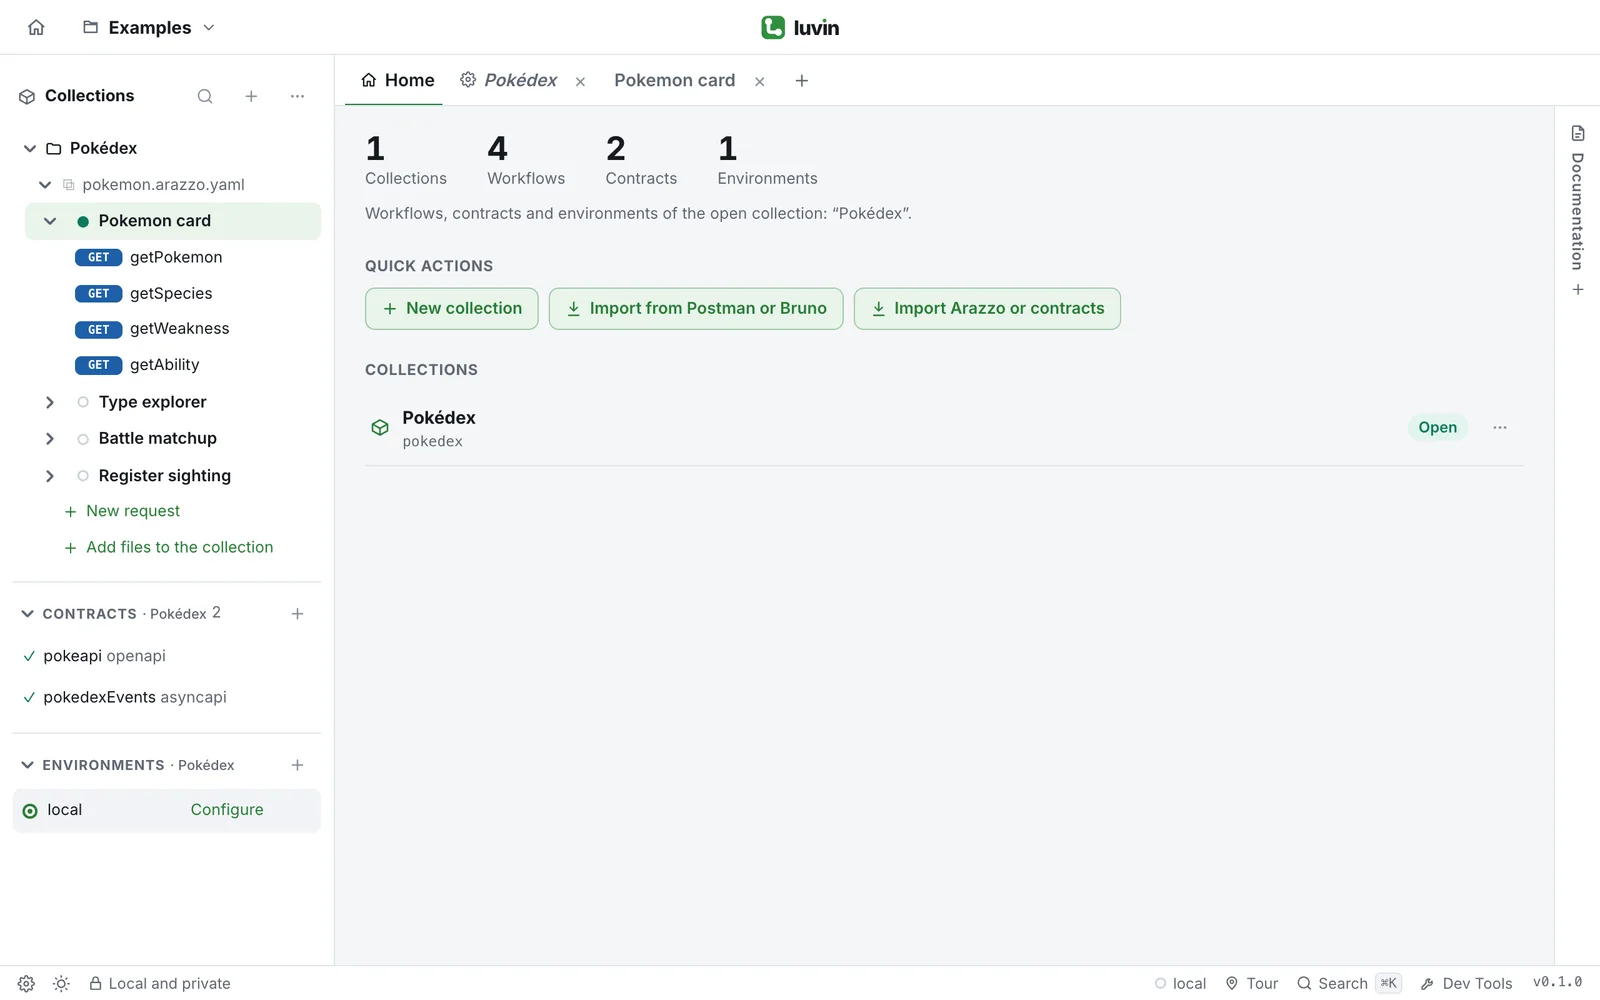 Examples
luvin
Collections
Pokédex
pokemon.arazzo.yaml
Pokemon card
GET getPokemon
GET getSpecies
GET getWeakness
GET getAbility
Type explorer
Battle matchup
Register sighting
+ New request
+ Add files to the collection
CONTRACTS · Pokédex 2
pokeapi openapi
pokedexEvents asyncapi
ENVIRONMENTS · Pokédex
local Configure
Home Pokédex Pokemon card
1 4 2 1
Collections Workflows Contracts Environments
Workflows, contracts and environments of the open collection: “Pokédex”.
QUICK ACTIONS
+ New collection Import from Postman or Bruno Import Arazzo or contracts
COLLECTIONS
Pokédex
pokedex
Open
Documentation
Local and private
local Tour Search ⌘K Dev Tools v0.1.0